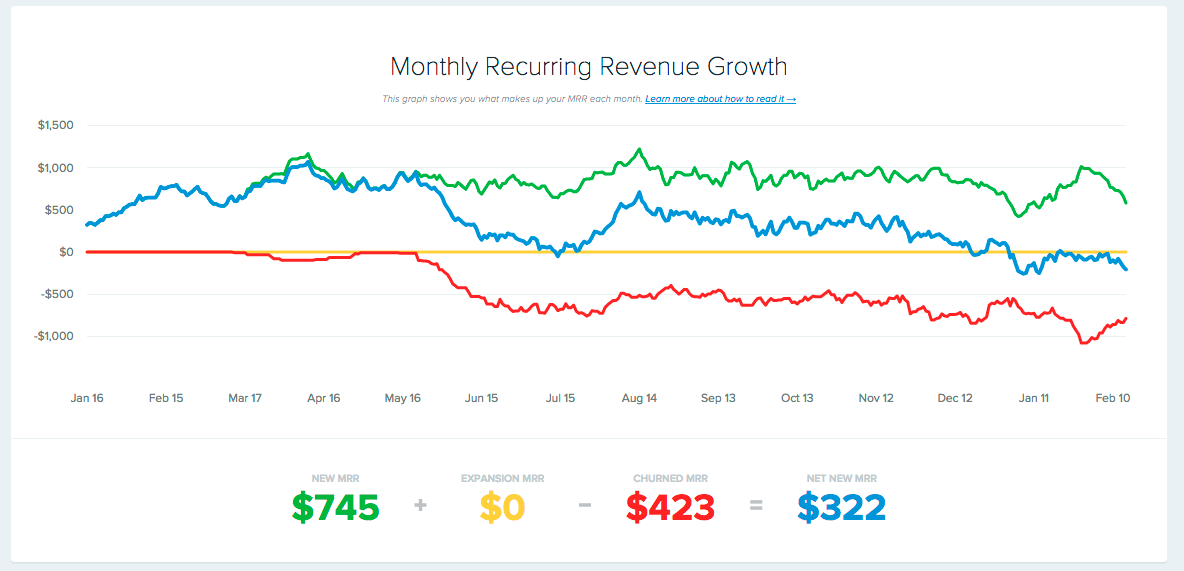 Monthly Recurring Revenue Growth
This graph shows you what makes up your MRR each month. Learn more about how to read it →
$1,500
$1,000
$500
$0
-$500
-$1,000
Jan 16 Feb 15 Mar 17 Apr 16 May 16 Jun 15 Jul 15 Aug 14 Sep 13 Oct 13 Nov 12 Dec 12 Jan 11 Feb 10
NEW MRR EXPANSION MRR CHURNED MRR NET NEW MRR
$745 + $0 − $423 = $322